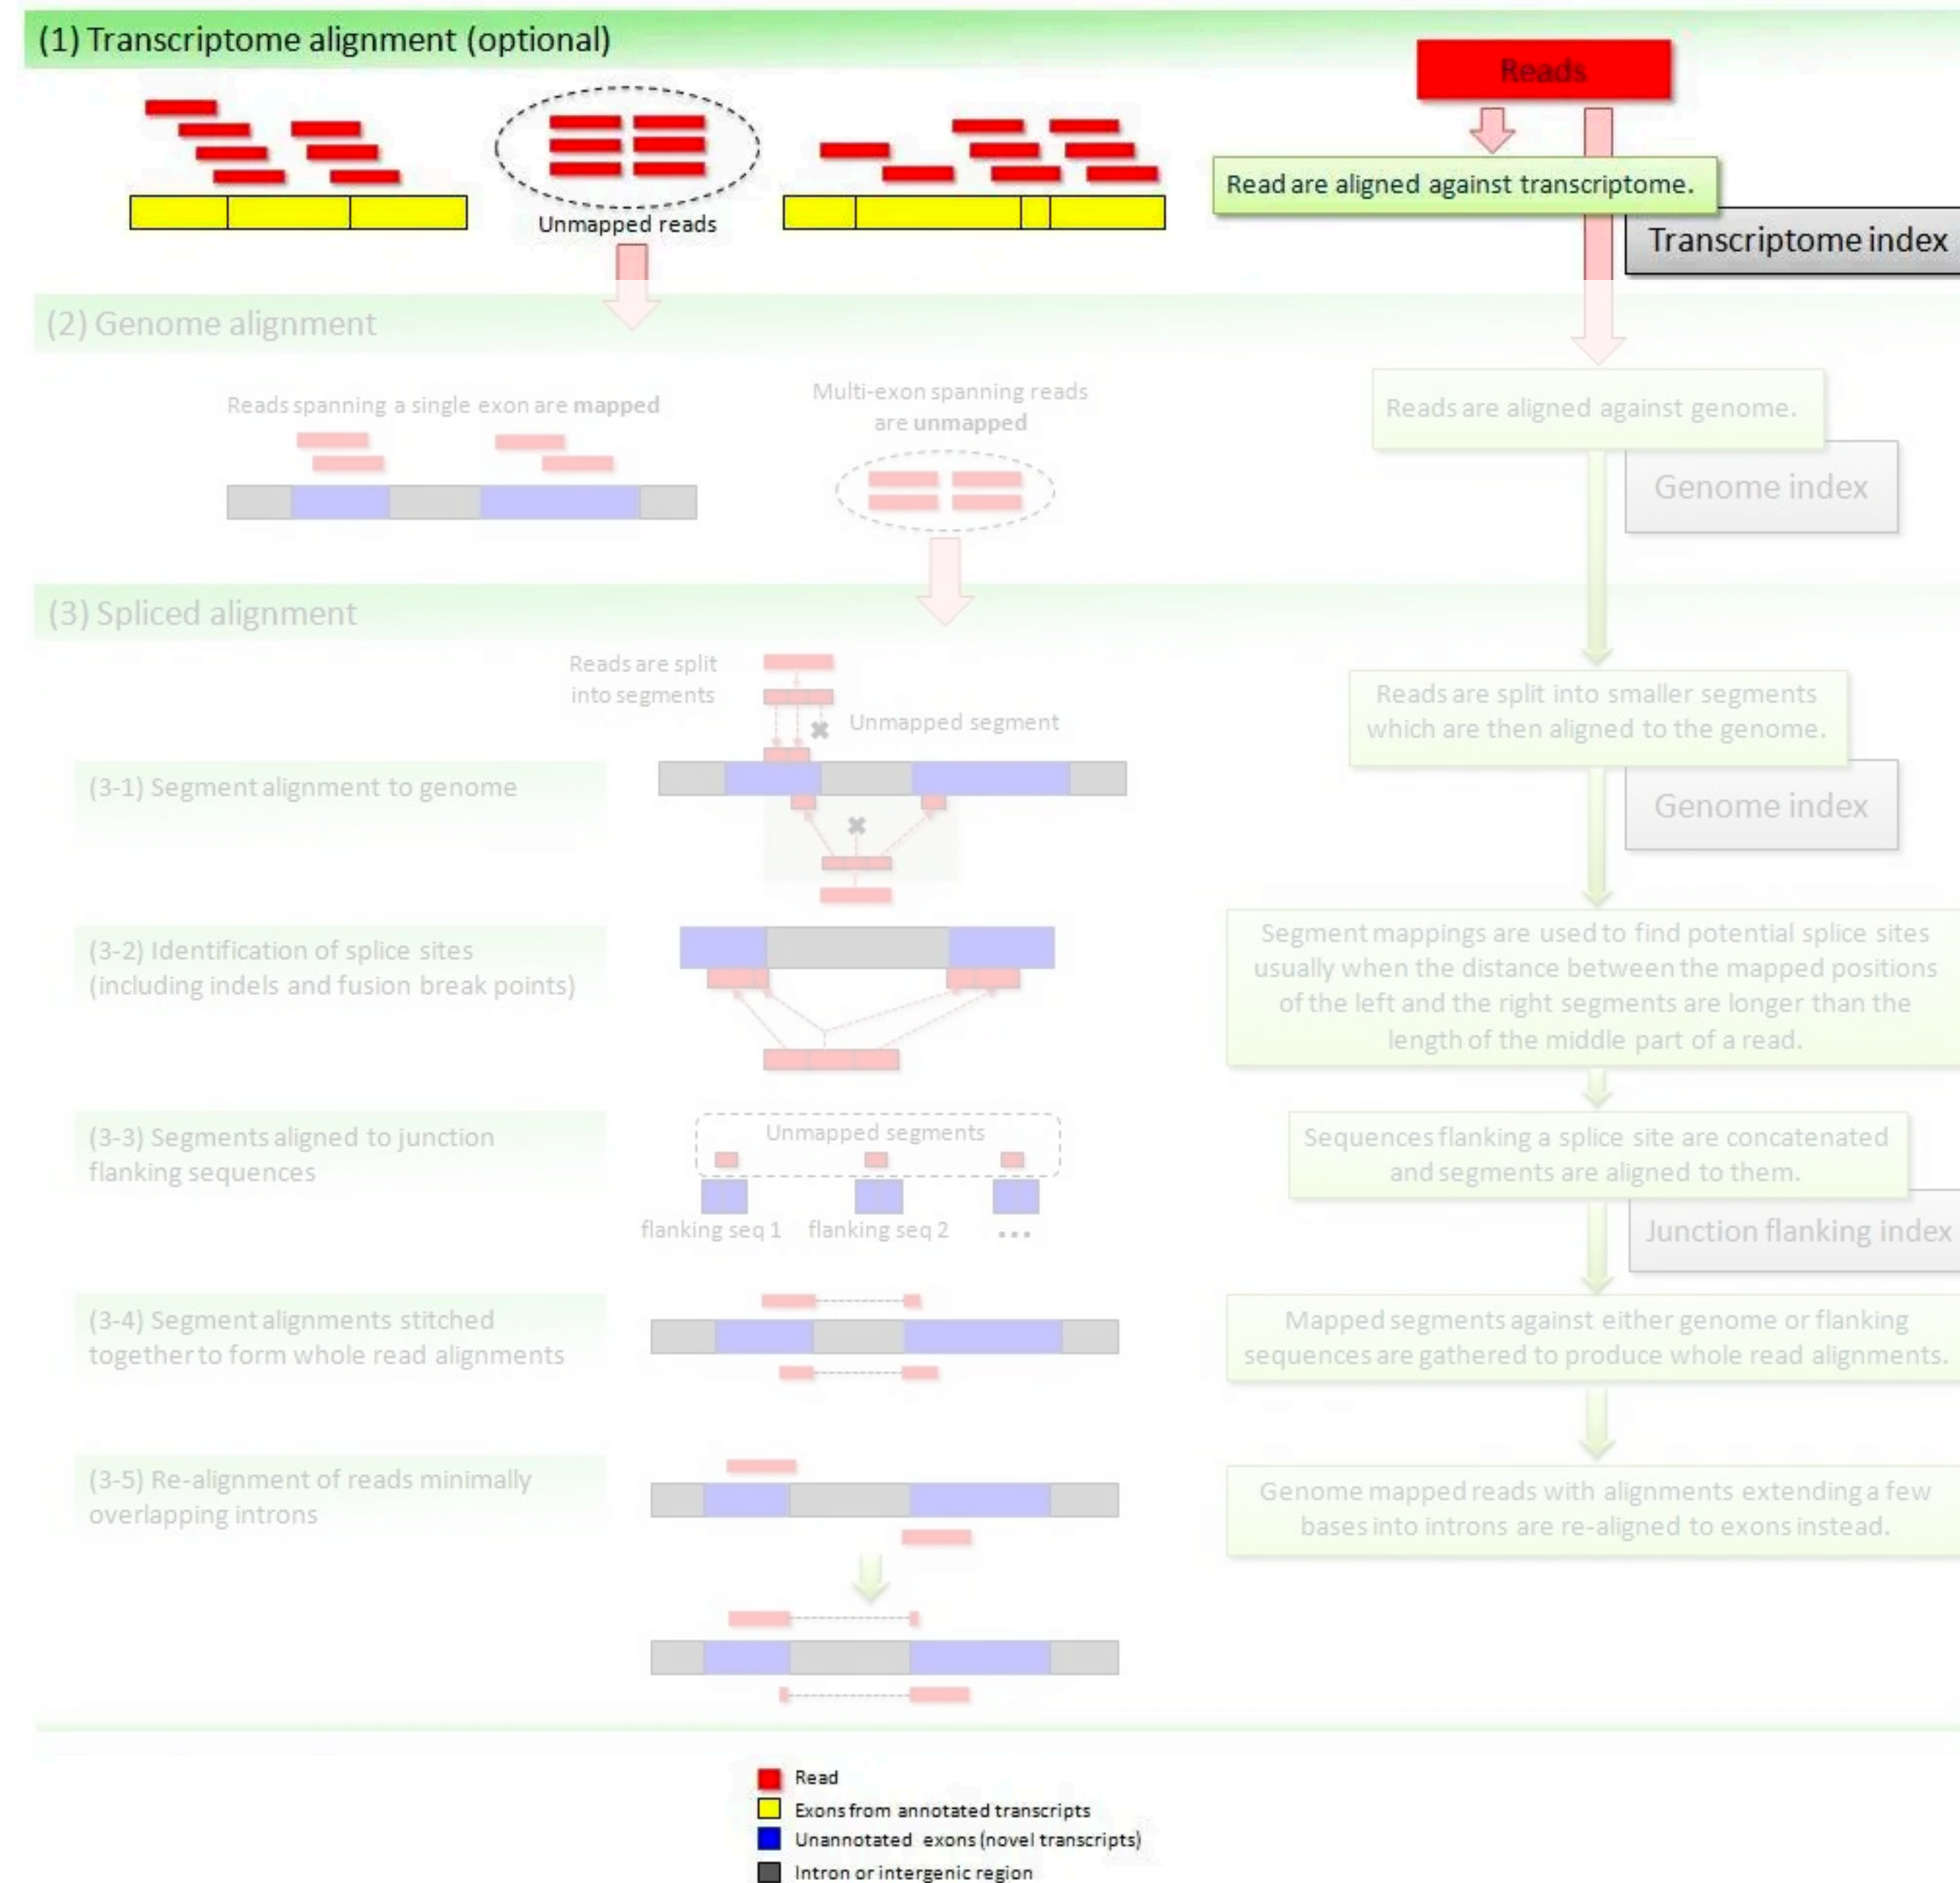 (1) Transcriptome alignment (optional)
Reads
Unmapped reads
Read are aligned against transcriptome.
Transcriptome index
(2) Genome alignment
Reads spanning a single exon are mapped
Multi-exon spanning reads
are unmapped
Reads are aligned against genome.
Genome index
(3) Spliced alignment
Reads are split
into segments
Unmapped segment
Reads are split into smaller segments
which are then aligned to the genome.
(3-1) Segment alignment to genome
Genome index
(3-2) Identification of splice sites
(including indels and fusion break points)
Segment mappings are used to find potential splice sites
usually when the distance between the mapped positions
of the left and the right segments are longer than the
length of the middle part of a read.
(3-3) Segments aligned to junction
flanking sequences
Unmapped segments
flanking seq 1
flanking seq 2
...
Sequences flanking a splice site are concatenated
and segments are aligned to them.
Junction flanking index
(3-4) Segment alignments stitched
together to form whole read alignments
Mapped segments against either genome or flanking
sequences are gathered to produce whole read alignments.
(3-5) Re-alignment of reads minimally
overlapping introns
Genome mapped reads with alignments extending a few
bases into introns are re-aligned to exons instead.
Read
Exons from annotated transcripts
Unannotated exons (novel transcripts)
Intron or intergenic region